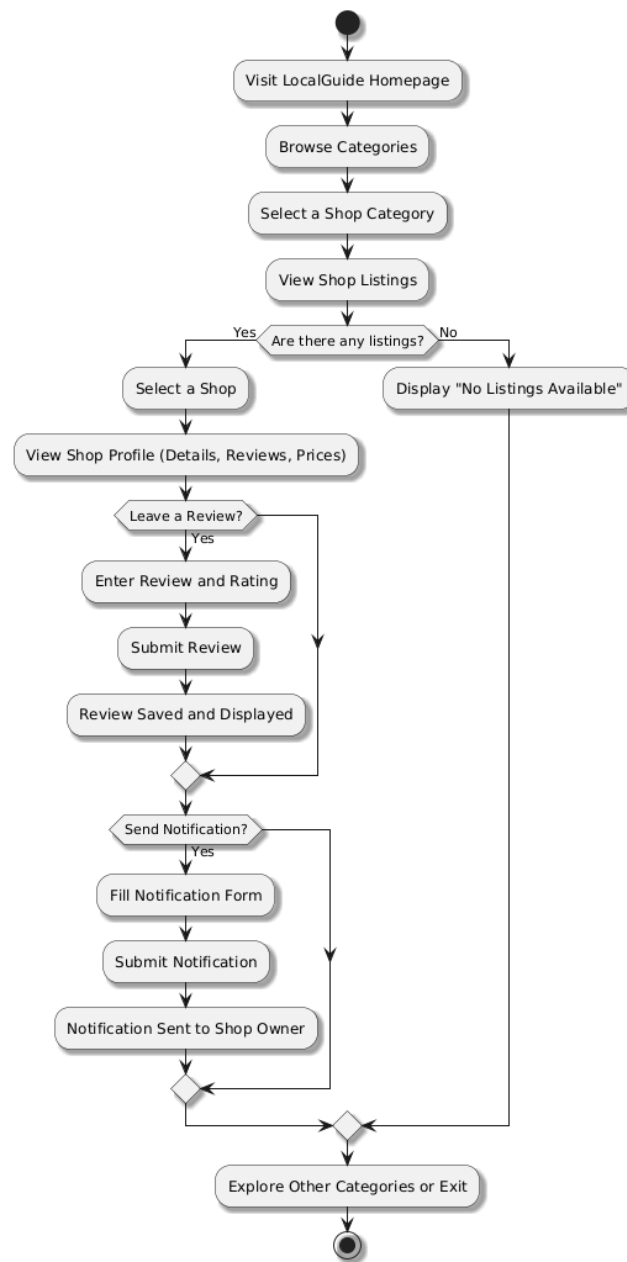 Visit LocalGuide Homepage
Browse Categories
Select a Shop Category
View Shop Listings
Yes
Are there any listings?
No
Select a Shop
Display "No Listings Available"
View Shop Profile (Details, Reviews, Prices)
Leave a Review?
Yes
Enter Review and Rating
Submit Review
Review Saved and Displayed
Send Notification?
Yes
Fill Notification Form
Submit Notification
Notification Sent to Shop Owner
Explore Other Categories or Exit